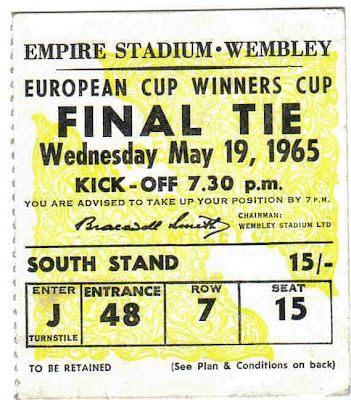 EMPIRE STADIUM • WEMBLEY
EUROPEAN CUP WINNERS CUP
FINAL TIE
Wednesday May 19, 1965
KICK-OFF 7.30 p.m.
YOU ARE ADVISED TO TAKE UP YOUR POSITION BY 7 P.M.
Bracewell Smith CHAIRMAN:
WEMBLEY STADIUM LTD
SOUTH STAND 15/-
ENTER ENTRANCE ROW SEAT
J 48 7 15
TURNSTILE
TO BE RETAINED (See Plan & Conditions on back)